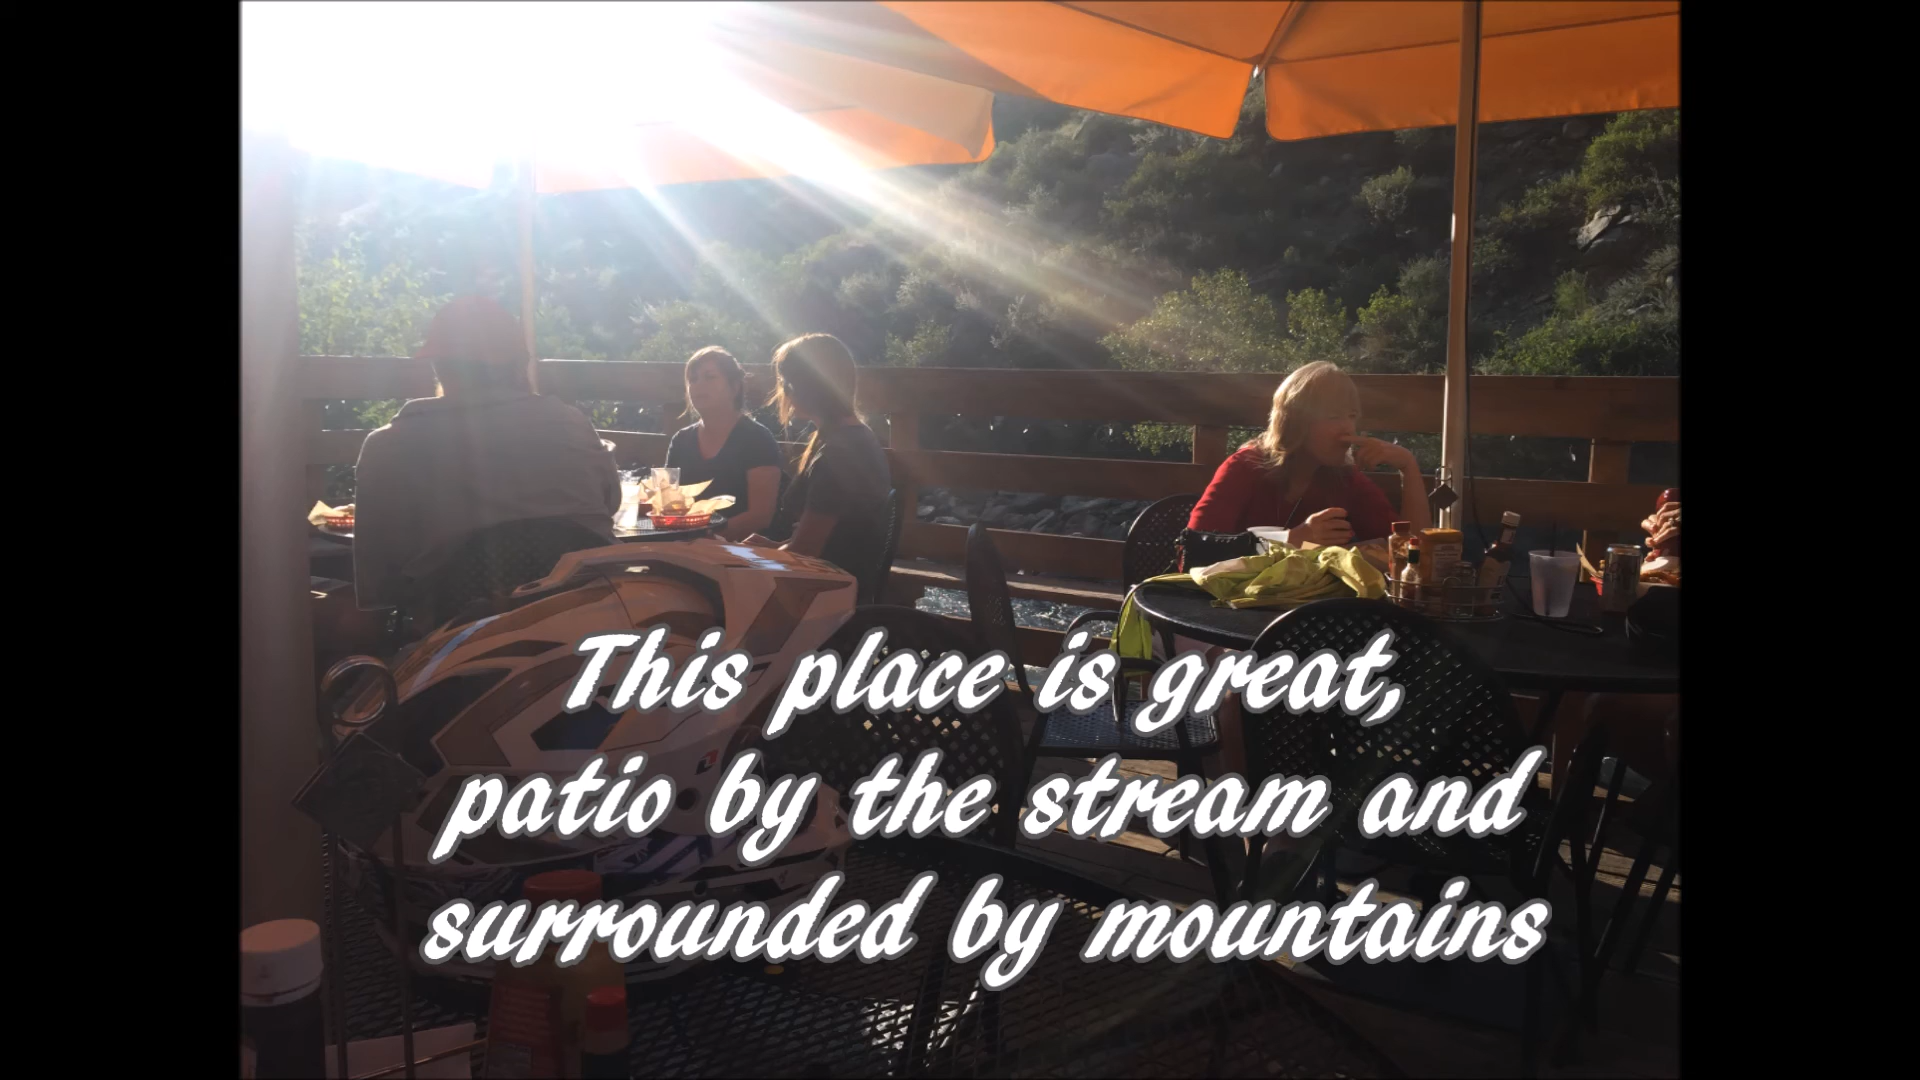 This place is great,
patio by the stream and
surrounded by mountains